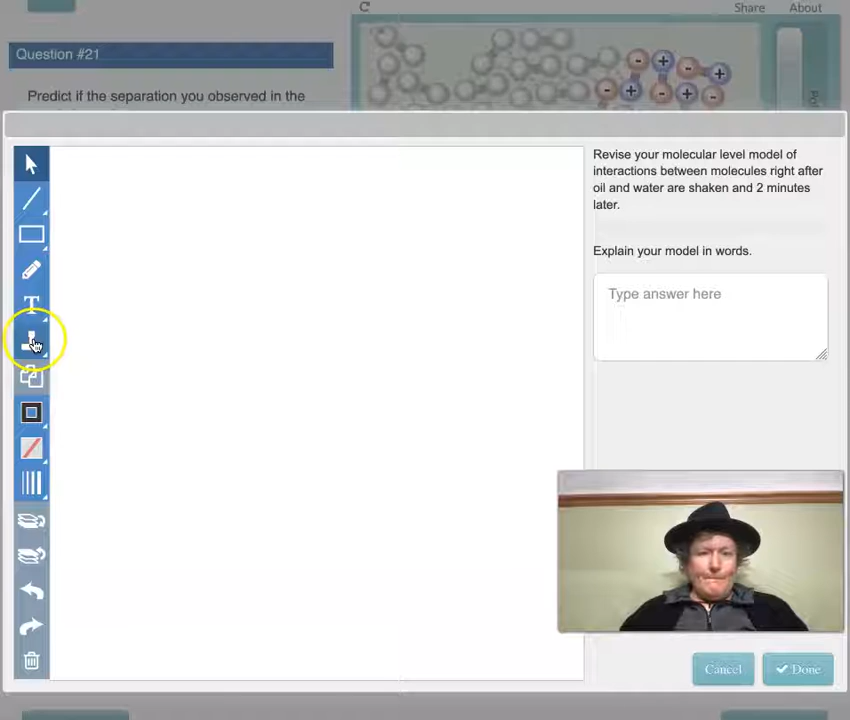 Share About
Question #21
Predict if the separation you observed in the
Revise your molecular level model of
interactions between molecules right after
oil and water are shaken and 2 minutes
later.
Explain your model in words.
Type answer here
T
Cancel
Done